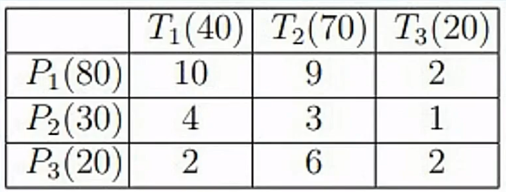 T₁(40) T₂(70) T₃(20)
P₁(80) 10 9 2
P₂(30) 4 3 1
P₃(20) 2 6 2